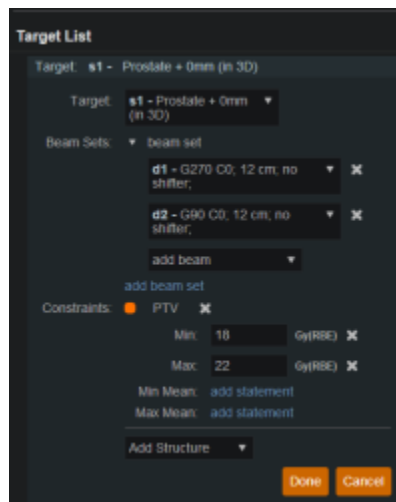 Target List
Target: s1 - Prostate + 0mm (in 3D)
Target: s1 - Prostate + 0mm
(in 3D)
Beam Sets: beam set
d1 - G270 C0; 12 cm; no
shifter;
d2 - G90 C0; 12 cm; no
shifter;
add beam
add beam set
Constraints: PTV
Min: 18 Gy(RBE)
Max: 22 Gy(RBE)
Min Mean: add statement
Max Mean: add statement
Add Structure
Done Cancel